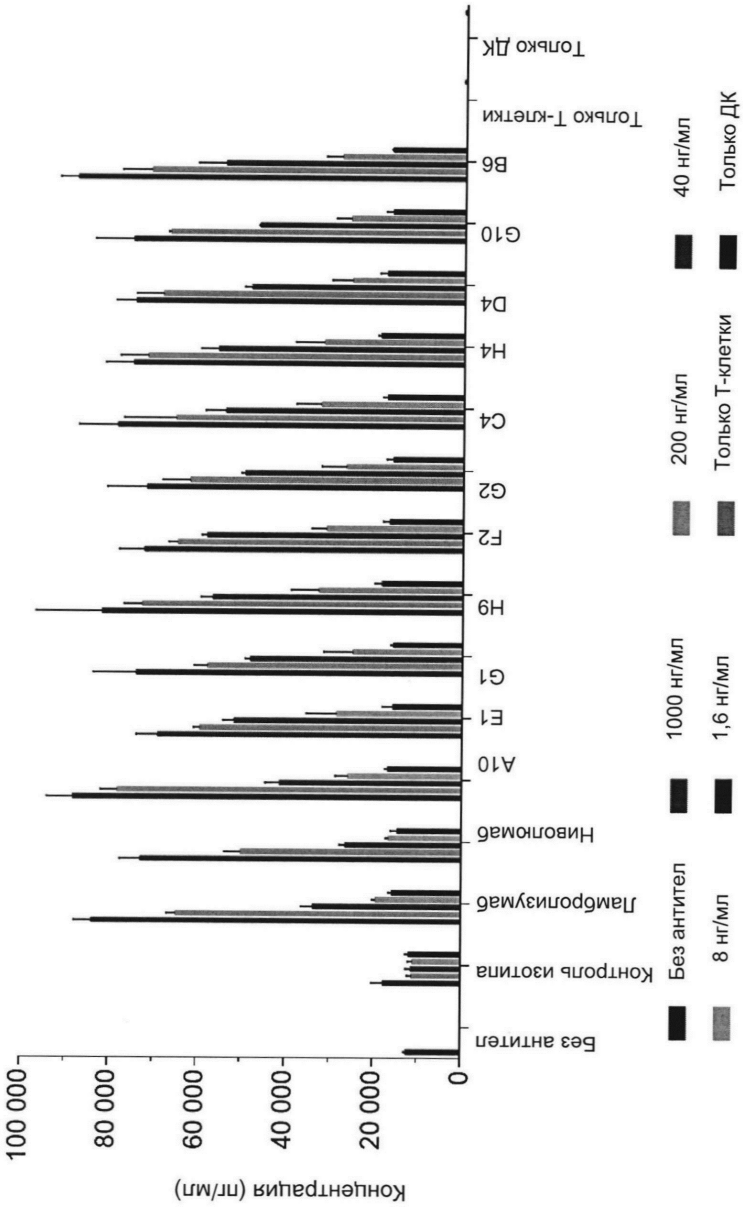 Концентрация (пг/мл)
100 000
80 000
60 000
40 000
20 000
0
Без антител
Контроль изотипа
Ламбролизумаб
Ниволюмаб
A10
E1
G1
H9
F2
G2
C4
H4
D4
G10
B6
Только Т-клетки
Только ДК
Без антител
1000 нг/мл
200 нг/мл
40 нг/мл
8 нг/мл
1,6 нг/мл
Только Т-клетки
Только ДК